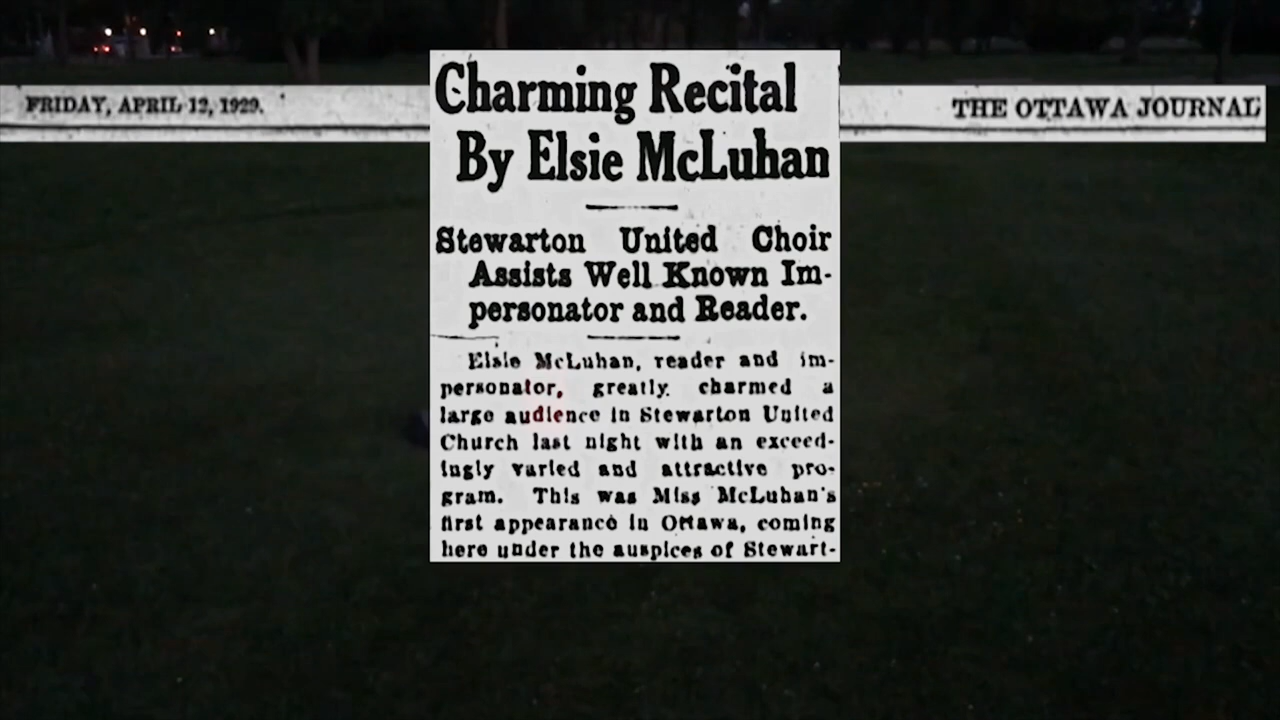 FRIDAY, APRIL 12, 1929.
THE OTTAWA JOURNAL
Charming Recital
By Elsie McLuhan
Stewarton United Choir
Assists Well Known Im-
personator and Reader.
Elsie McLuhan, reader and im-
personator, greatly charmed a
large audience in Stewarton United
Church last night with an exceed-
ingly varied and attractive pro-
gram. This was Miss McLuhan's
first appearance in Ottawa, coming
here under the auspices of Stewart-